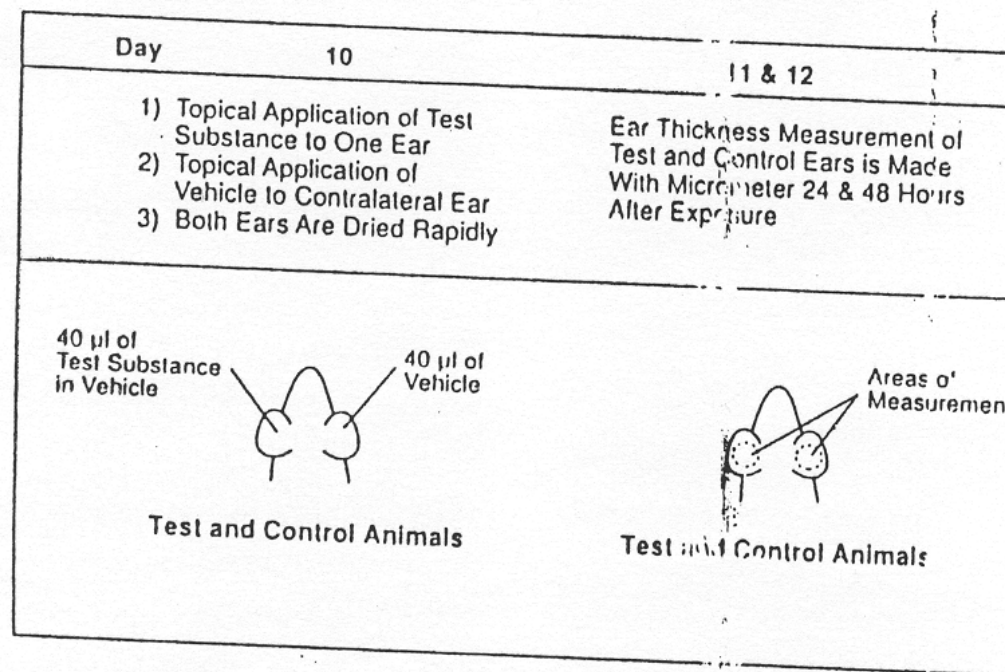 Day 10 11 & 12
1) Topical Application of Test
Substance to One Ear
2) Topical Application of
Vehicle to Contralateral Ear
3) Both Ears Are Dried Rapidly
Ear Thickness Measurement of
Test and Control Ears is Made
With Micrometer 24 & 48 Hours
After Exposure
40 µl of
Test Substance
in Vehicle
40 µl of
Vehicle
Test and Control Animals
Areas of
Measuremen
Test and Control Animals